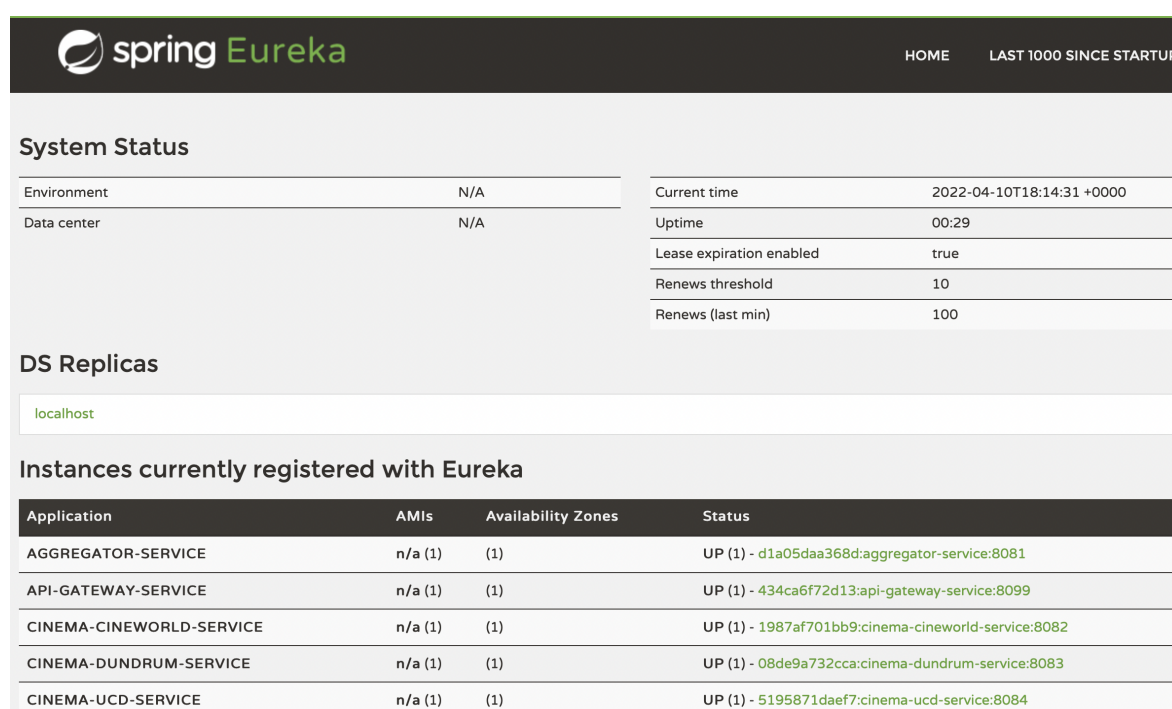 spring Eureka
HOME LAST 1000 SINCE STARTUP
System Status
Environment N/A
Data center N/A
Current time 2022-04-10T18:14:31 +0000
Uptime 00:29
Lease expiration enabled true
Renews threshold 10
Renews (last min) 100
DS Replicas
localhost
Instances currently registered with Eureka
Application AMIs Availability Zones Status
AGGREGATOR-SERVICE n/a (1) (1) UP (1) - d1a05daa368d:aggregator-service:8081
API-GATEWAY-SERVICE n/a (1) (1) UP (1) - 434ca6f72d13:api-gateway-service:8099
CINEMA-CINEWORLD-SERVICE n/a (1) (1) UP (1) - 1987af701bb9:cinema-cineworld-service:8082
CINEMA-DUNDRUM-SERVICE n/a (1) (1) UP (1) - 08de9a732cca:cinema-dundrum-service:8083
CINEMA-UCD-SERVICE n/a (1) (1) UP (1) - 5195871daef7:cinema-ucd-service:8084